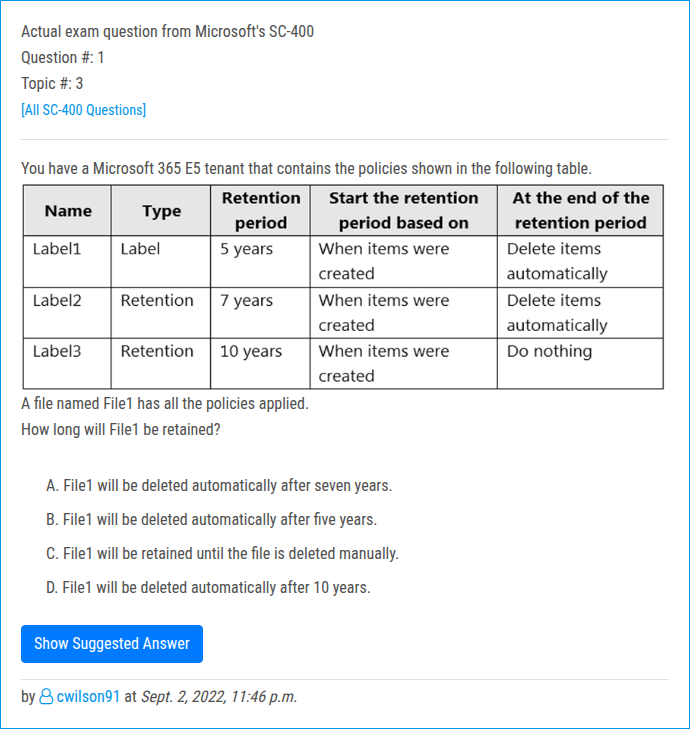 Actual exam question from Microsoft's SC-400
Question #: 1
Topic #: 3
[All SC-400 Questions]
You have a Microsoft 365 E5 tenant that contains the policies shown in the following table.
Name Type Retention period Start the retention period based on At the end of the retention period
Label1 Label 5 years When items were created Delete items automatically
Label2 Retention 7 years When items were created Delete items automatically
Label3 Retention 10 years When items were created Do nothing
A file named File1 has all the policies applied.
How long will File1 be retained?
A. File1 will be deleted automatically after seven years.
B. File1 will be deleted automatically after five years.
C. File1 will be retained until the file is deleted manually.
D. File1 will be deleted automatically after 10 years.
Show Suggested Answer
by cwilson91 at Sept. 2, 2022, 11:46 p.m.